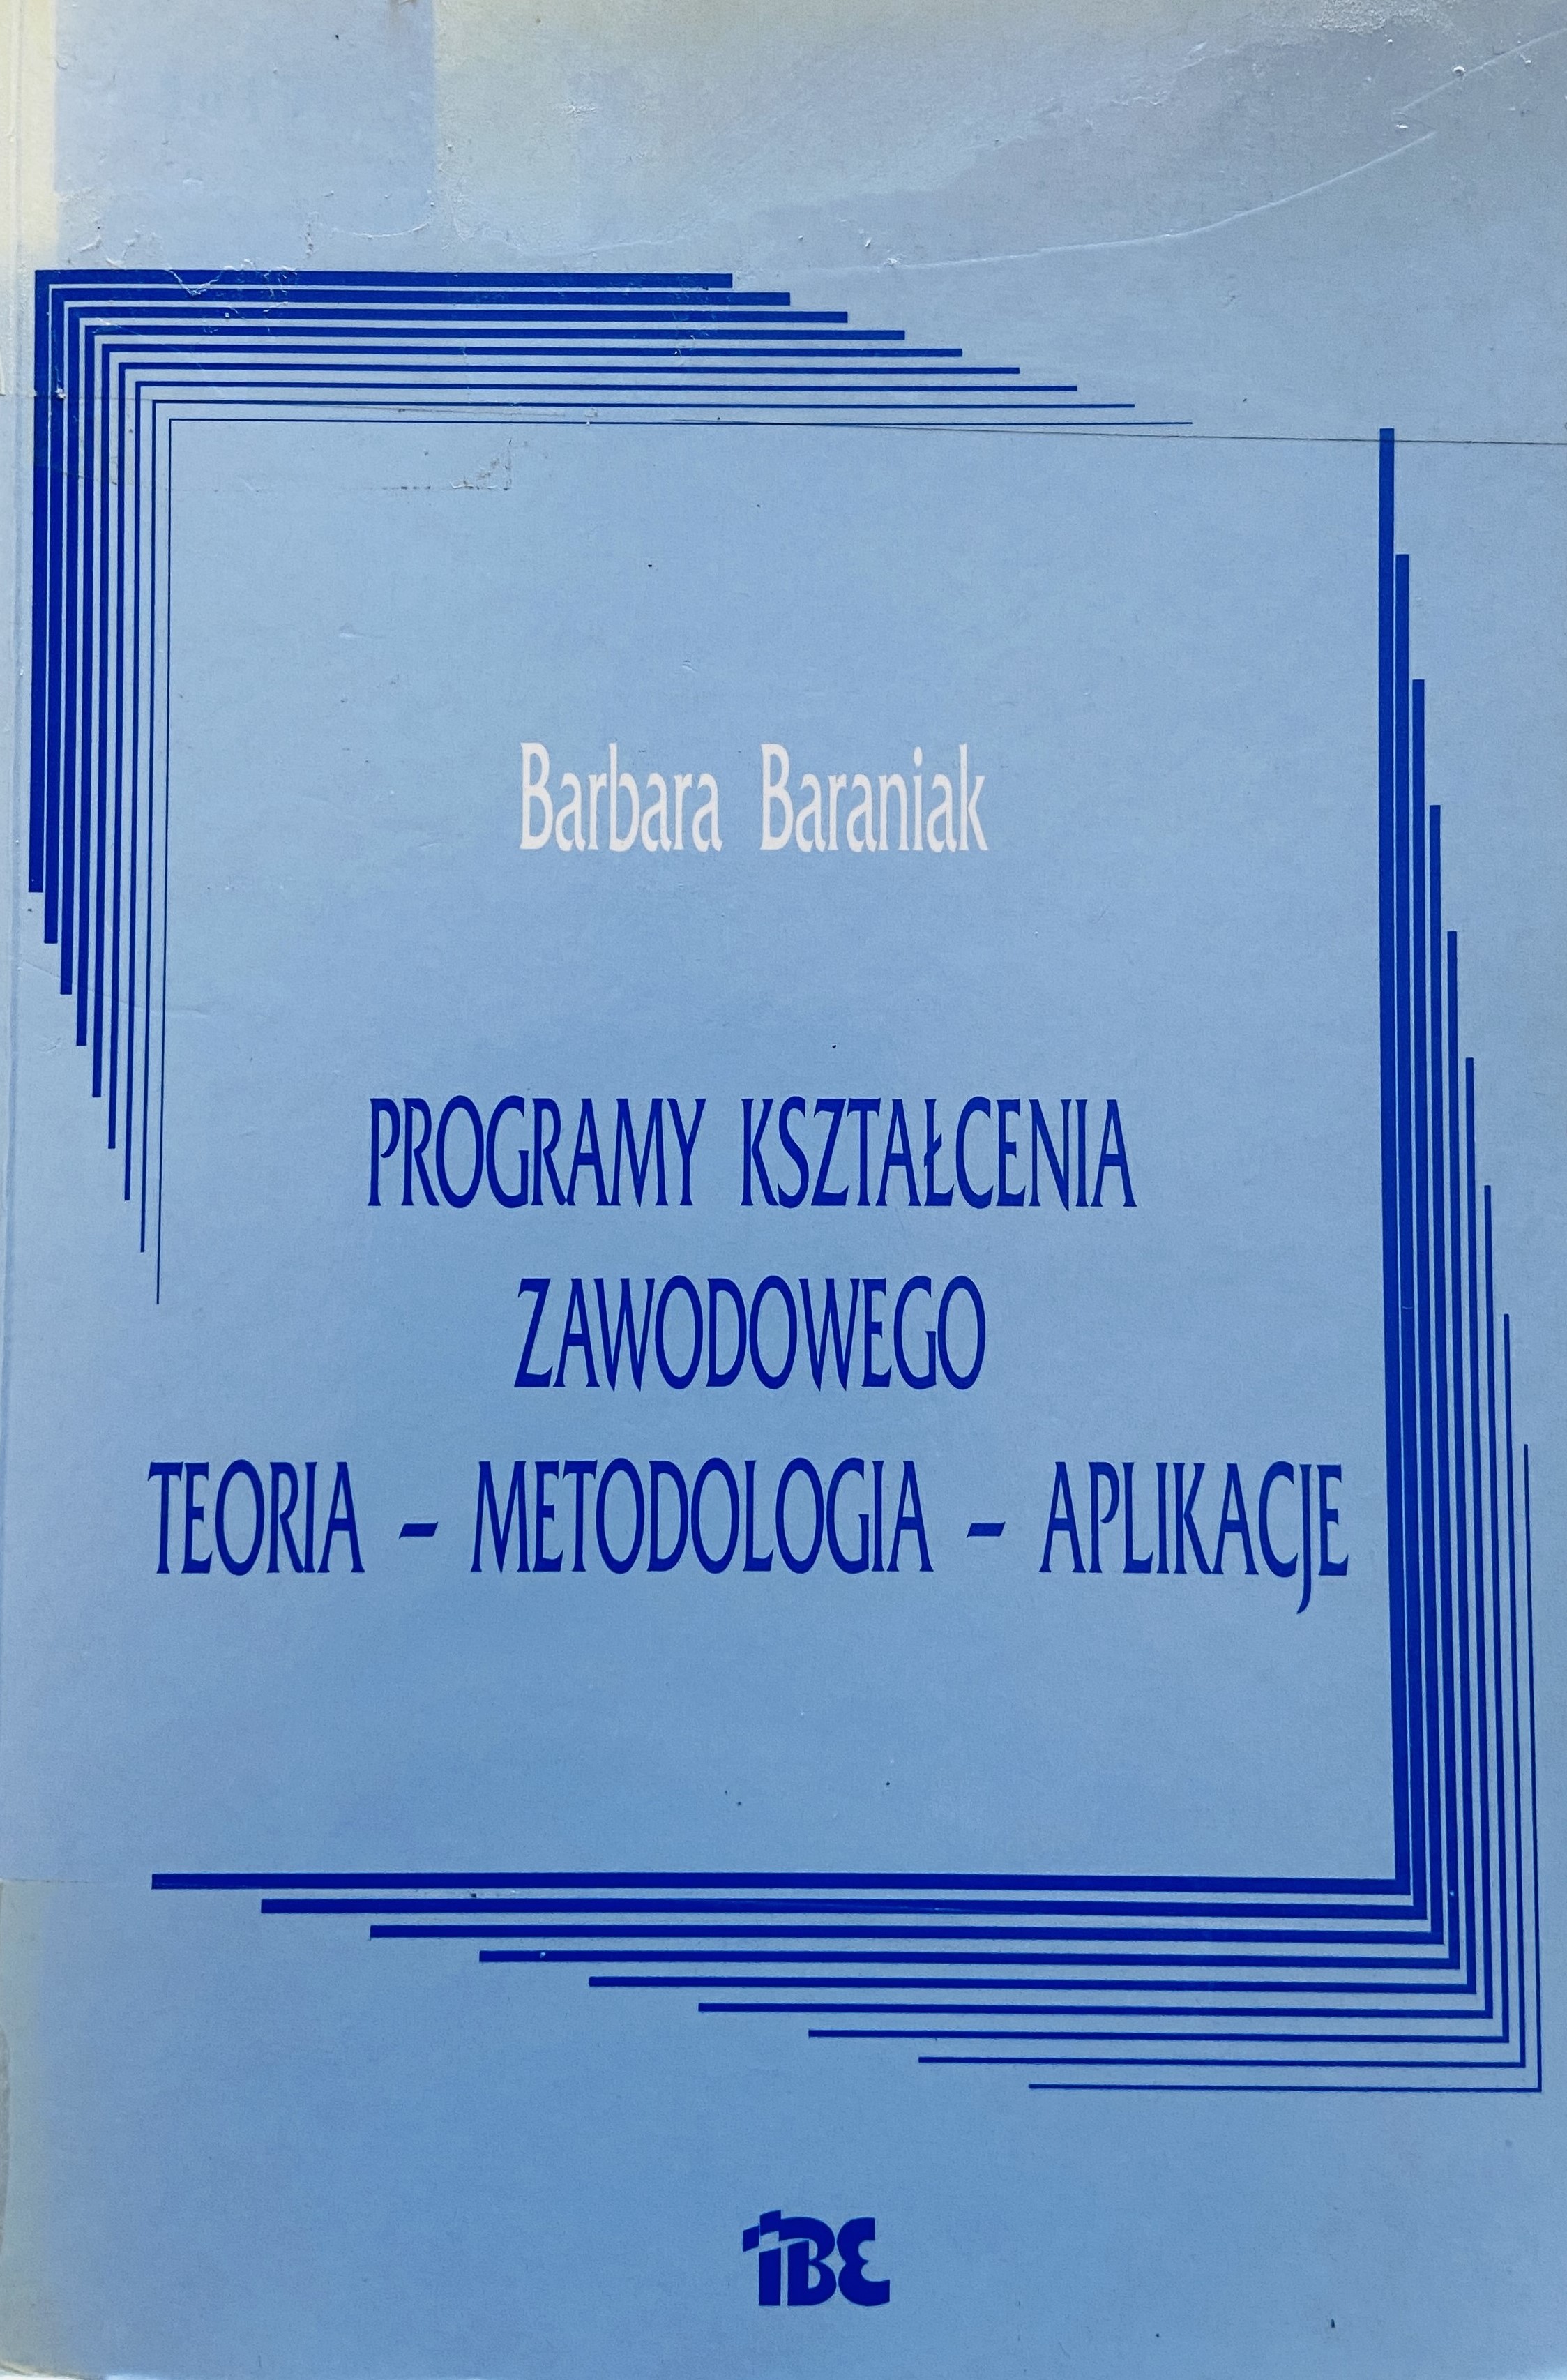 Barbara Baraniak
PROGRAMY KSZTAŁCENIA
ZAWODOWEGO
TEORIA – METODOLOGIA – APLIKACJE
IBE